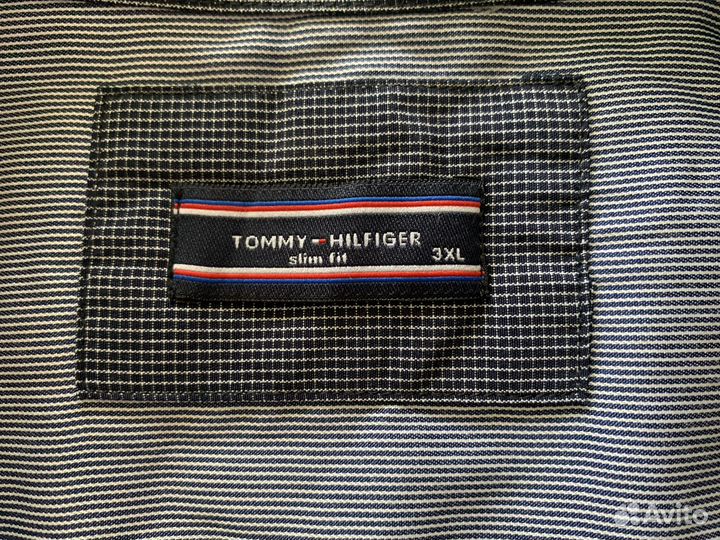 TOMMY HILFIGER
slim fit
3XL
Avito